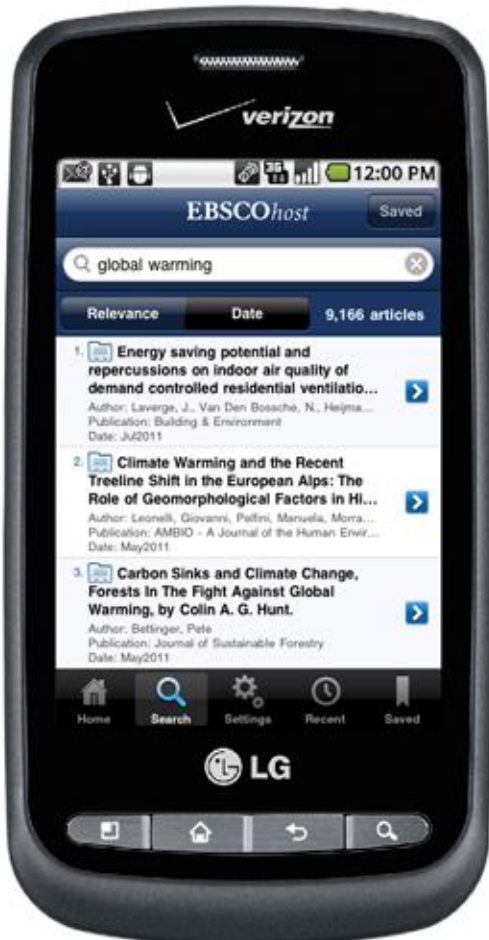 verizon
3G
12:00 PM
EBSCOhost
Saved
global warming
Relevance Date 9,166 articles
1. Energy saving potential and
repercussions on indoor air quality of
demand controlled residential ventilatio...
Author: Laverge, J., Van Den Bossche, N., Heijma...
Publication: Building & Environment
Date: Jul2011
2. Climate Warming and the Recent
Treeline Shift in the European Alps: The
Role of Geomorphological Factors in Hi...
Author: Leonelli, Giovanni, Pelfini, Manuela, Morra...
Publication: AMBIO - A Journal of the Human Envir...
Date: May2011
3. Carbon Sinks and Climate Change,
Forests In The Fight Against Global
Warming, by Colin A. G. Hunt.
Author: Bettinger, Pete
Publication: Journal of Sustainable Forestry
Date: May2011
Home Search Settings Recent Saved
LG